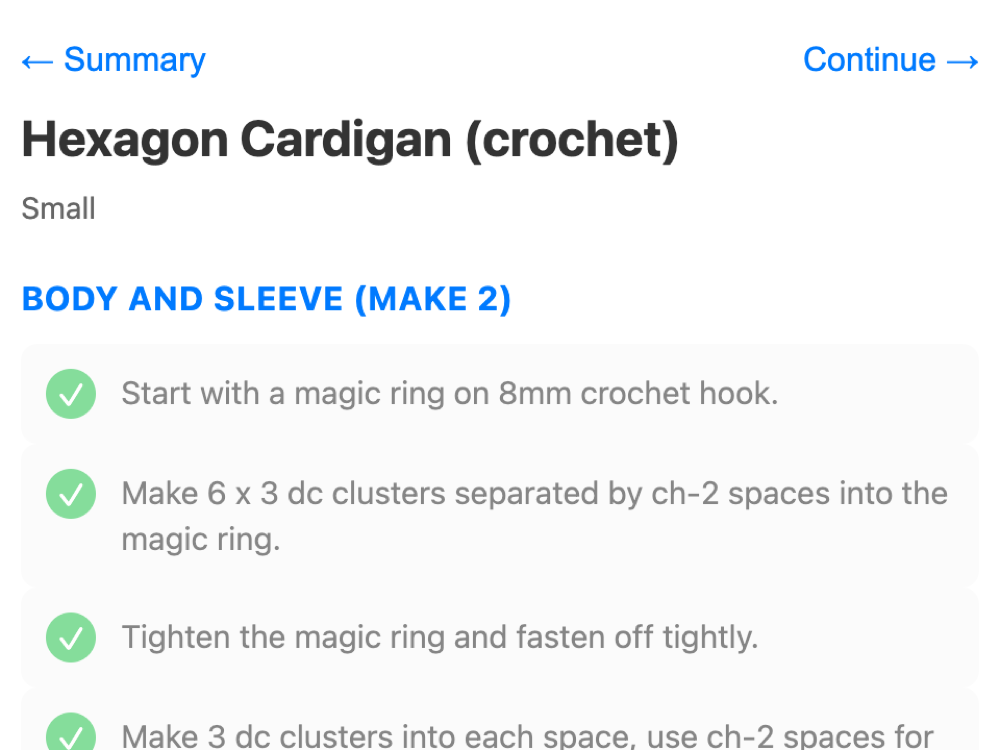 ← Summary
Continue →
Hexagon Cardigan (crochet)
Small
BODY AND SLEEVE (MAKE 2)
Start with a magic ring on 8mm crochet hook.
Make 6 x 3 dc clusters separated by ch-2 spaces into the
magic ring.
Tighten the magic ring and fasten off tightly.
Make 3 dc clusters into each space, use ch-2 spaces for